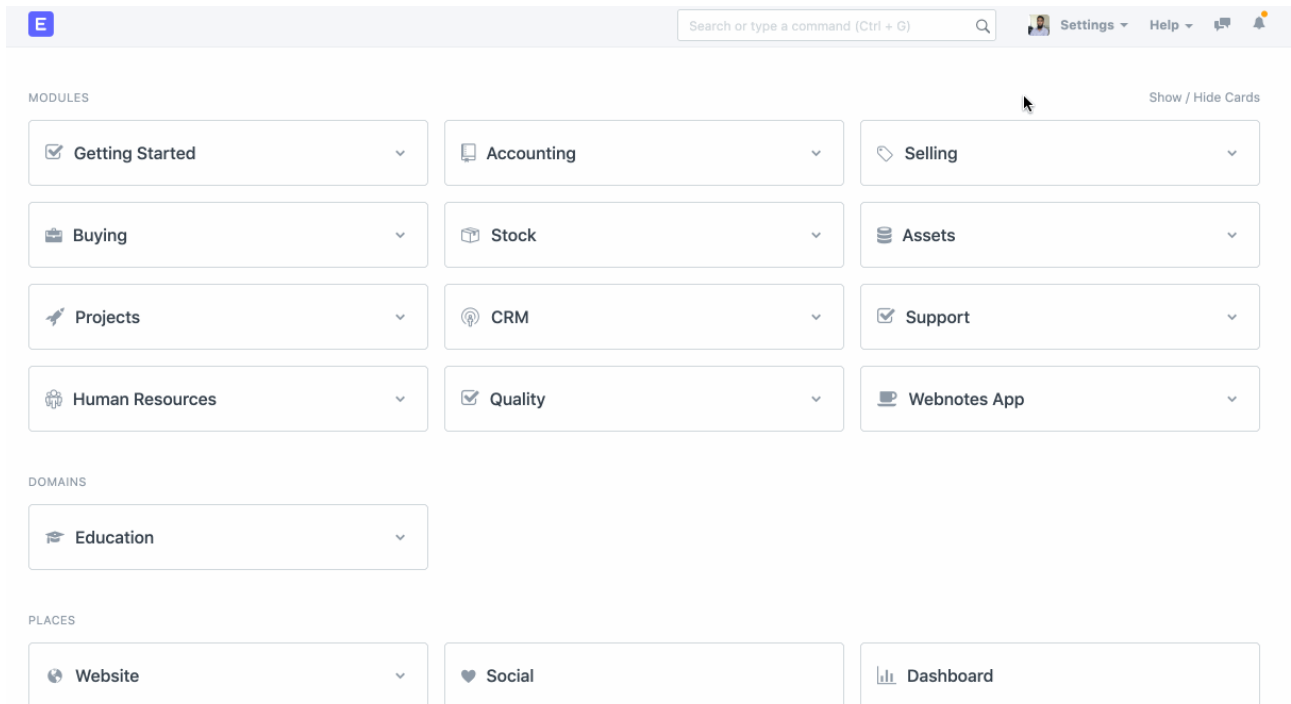 E Search or type a command (Ctrl + G) Settings Help
MODULES Show / Hide Cards
Getting Started Accounting Selling
Buying Stock Assets
Projects CRM Support
Human Resources Quality Webnotes App
DOMAINS
Education
PLACES
Website Social Dashboard